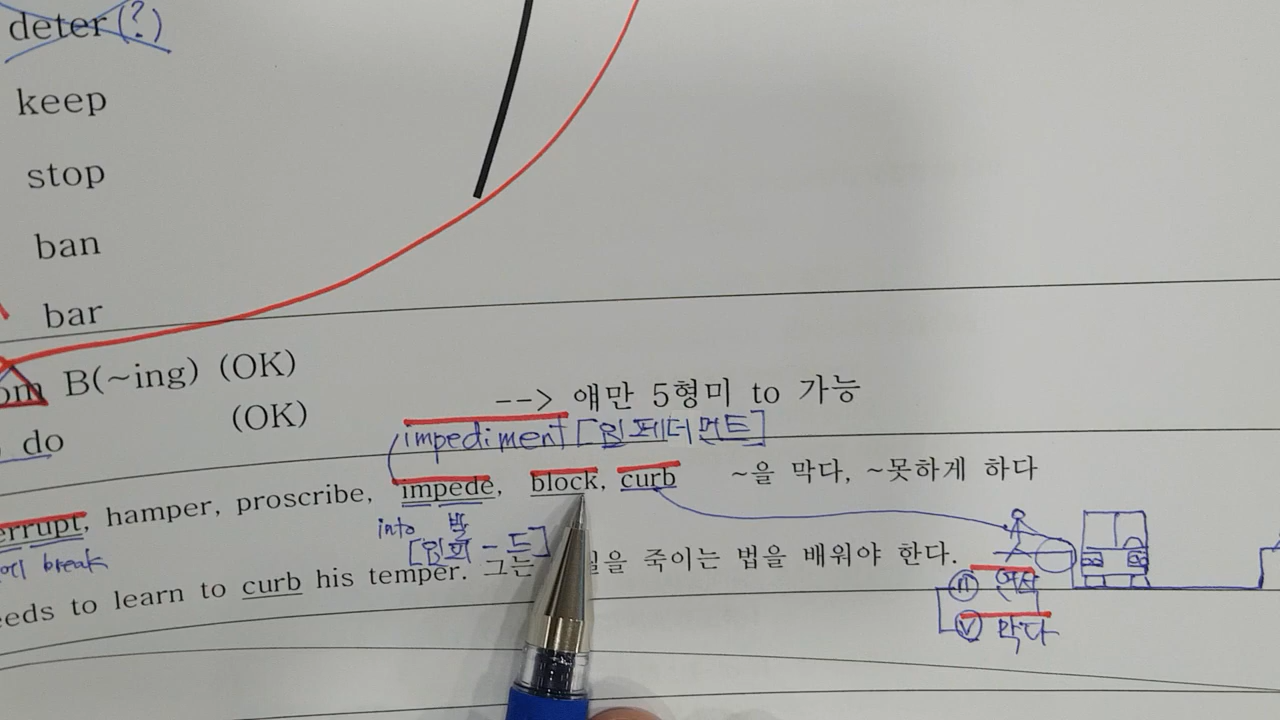 deter (?)
keep
stop
ban
bar
om B(~ing) (OK)
--> 얘만 5형미 to 가능
do (OK)
impediment [임페더먼트]
errupt, hamper, proscribe, impede, block, curb ~을 막다, ~못하게 하다
break into 발
[임피-드]
eeds to learn to curb his temper. 그는 을 죽이는 법을 배워야 한다.
ⓝ 연석
ⓥ 막다